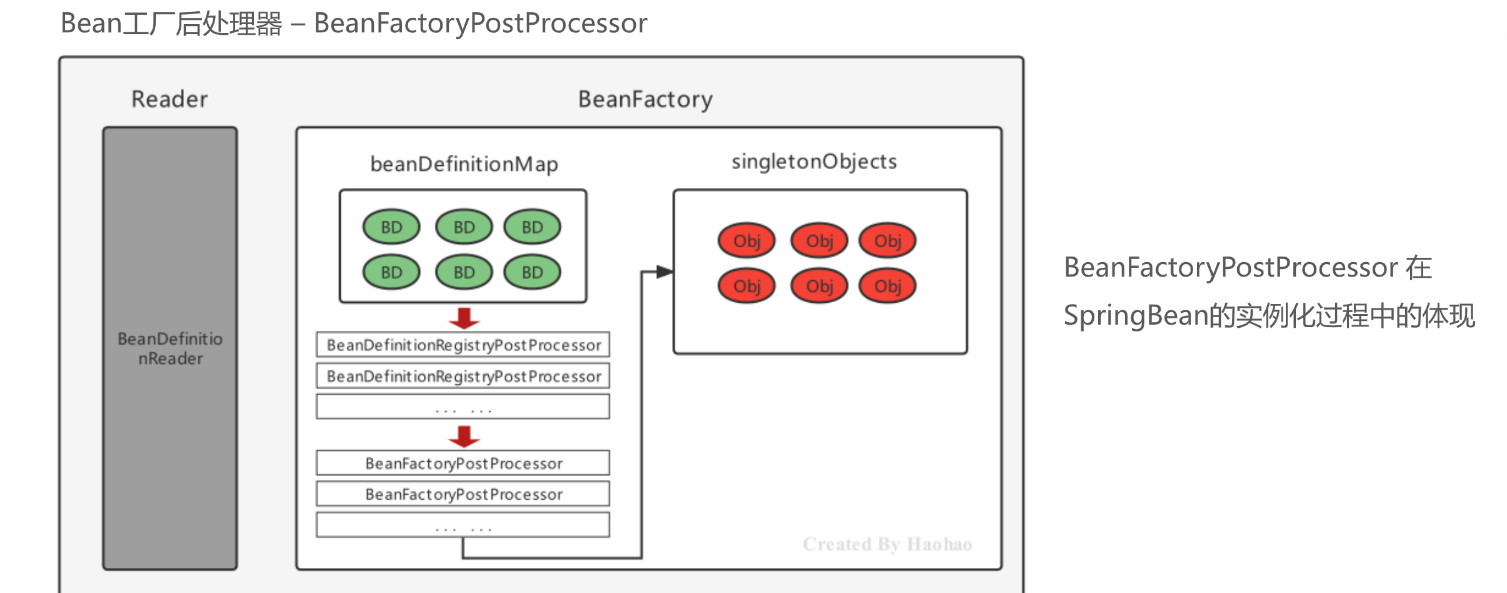 Bean工厂后处理器 – BeanFactoryPostProcessor
Reader
BeanFactory
BeanDefinitio
nReader
beanDefinitionMap
BD BD BD
BD BD BD
BeanDefinitionRegistryPostProcessor
BeanDefinitionRegistryPostProcessor
... ...
BeanFactoryPostProcessor
BeanFactoryPostProcessor
... ...
singletonObjects
Obj Obj Obj
Obj Obj Obj
Created By Haohao
BeanFactoryPostProcessor 在
SpringBean的实例化过程中的体现